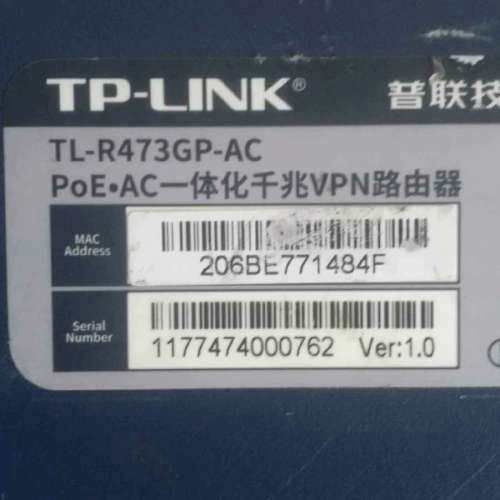 TP-LINK® 普联技
TL-R473GP-AC
PoE•AC一体化千兆VPN路由器
MAC
Address
206BE771484F
Serial
Number
1177474000762 Ver:1.0